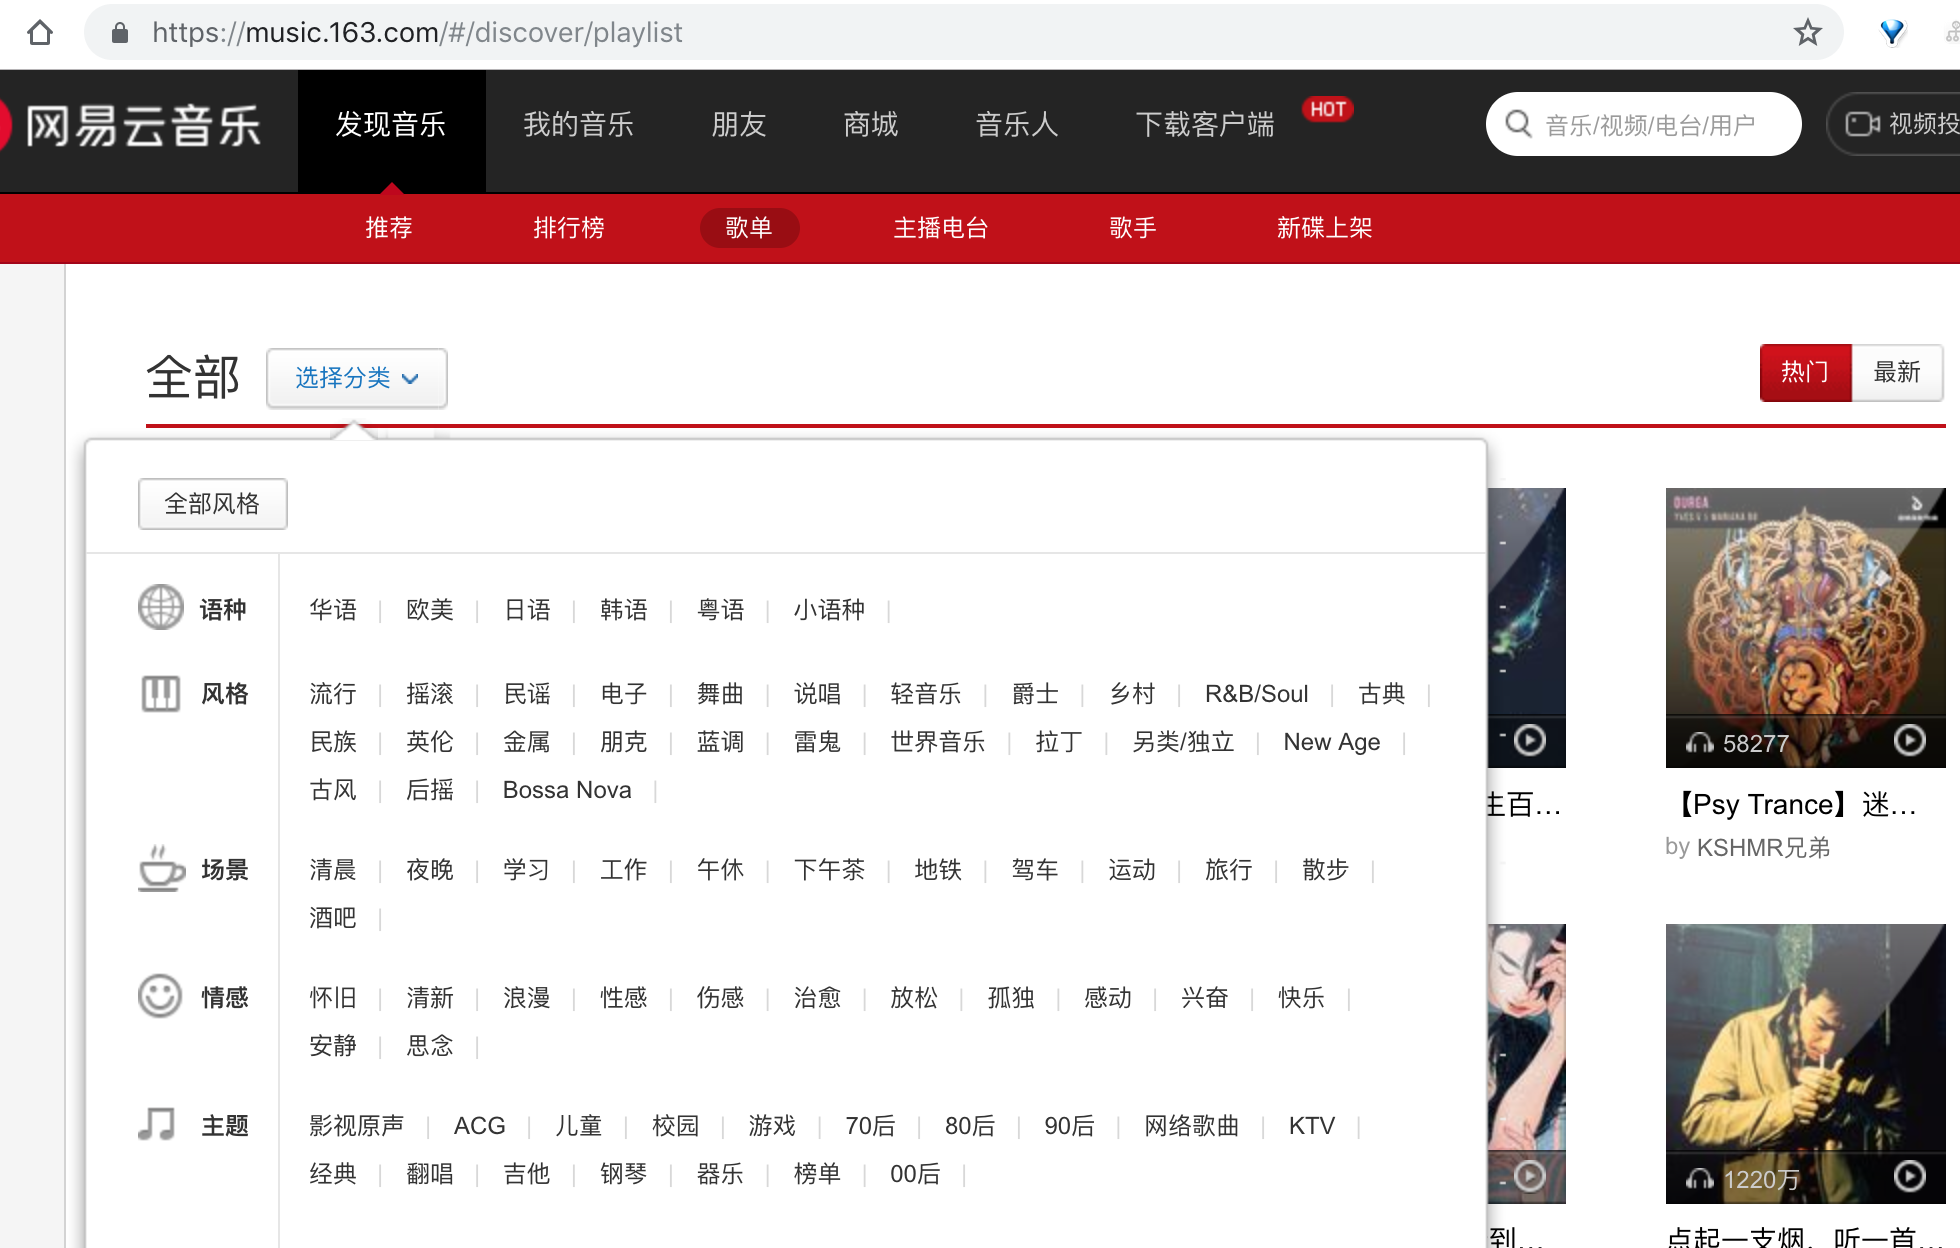 https://music.163.com/#/discover/playlist
网易云音乐 发现音乐 我的音乐 朋友 商城 音乐人 下载客户端 HOT 音乐/视频/电台/用户 视频投
推荐 排行榜 歌单 主播电台 歌手 新碟上架
全部 选择分类 热门 最新
全部风格
语种 华语 | 欧美 | 日语 | 韩语 | 粤语 | 小语种 |
风格 流行 | 摇滚 | 民谣 | 电子 | 舞曲 | 说唱 | 轻音乐 | 爵士 | 乡村 | R&B/Soul | 古典 |
民族 | 英伦 | 金属 | 朋克 | 蓝调 | 雷鬼 | 世界音乐 | 拉丁 | 另类/独立 | New Age |
古风 | 后摇 | Bossa Nova |
场景 清晨 | 夜晚 | 学习 | 工作 | 午休 | 下午茶 | 地铁 | 驾车 | 运动 | 旅行 | 散步 |
酒吧 |
情感 怀旧 | 清新 | 浪漫 | 性感 | 伤感 | 治愈 | 放松 | 孤独 | 感动 | 兴奋 | 快乐 |
安静 | 思念 |
主题 影视原声 | ACG | 儿童 | 校园 | 游戏 | 70后 | 80后 | 90后 | 网络歌曲 | KTV |
经典 | 翻唱 | 吉他 | 钢琴 | 器乐 | 榜单 | 00后 |
DURGA
58277
生百…
【Psy Trance】迷…
by KSHMR兄弟
1220万
到…
点起一支烟，听一首…